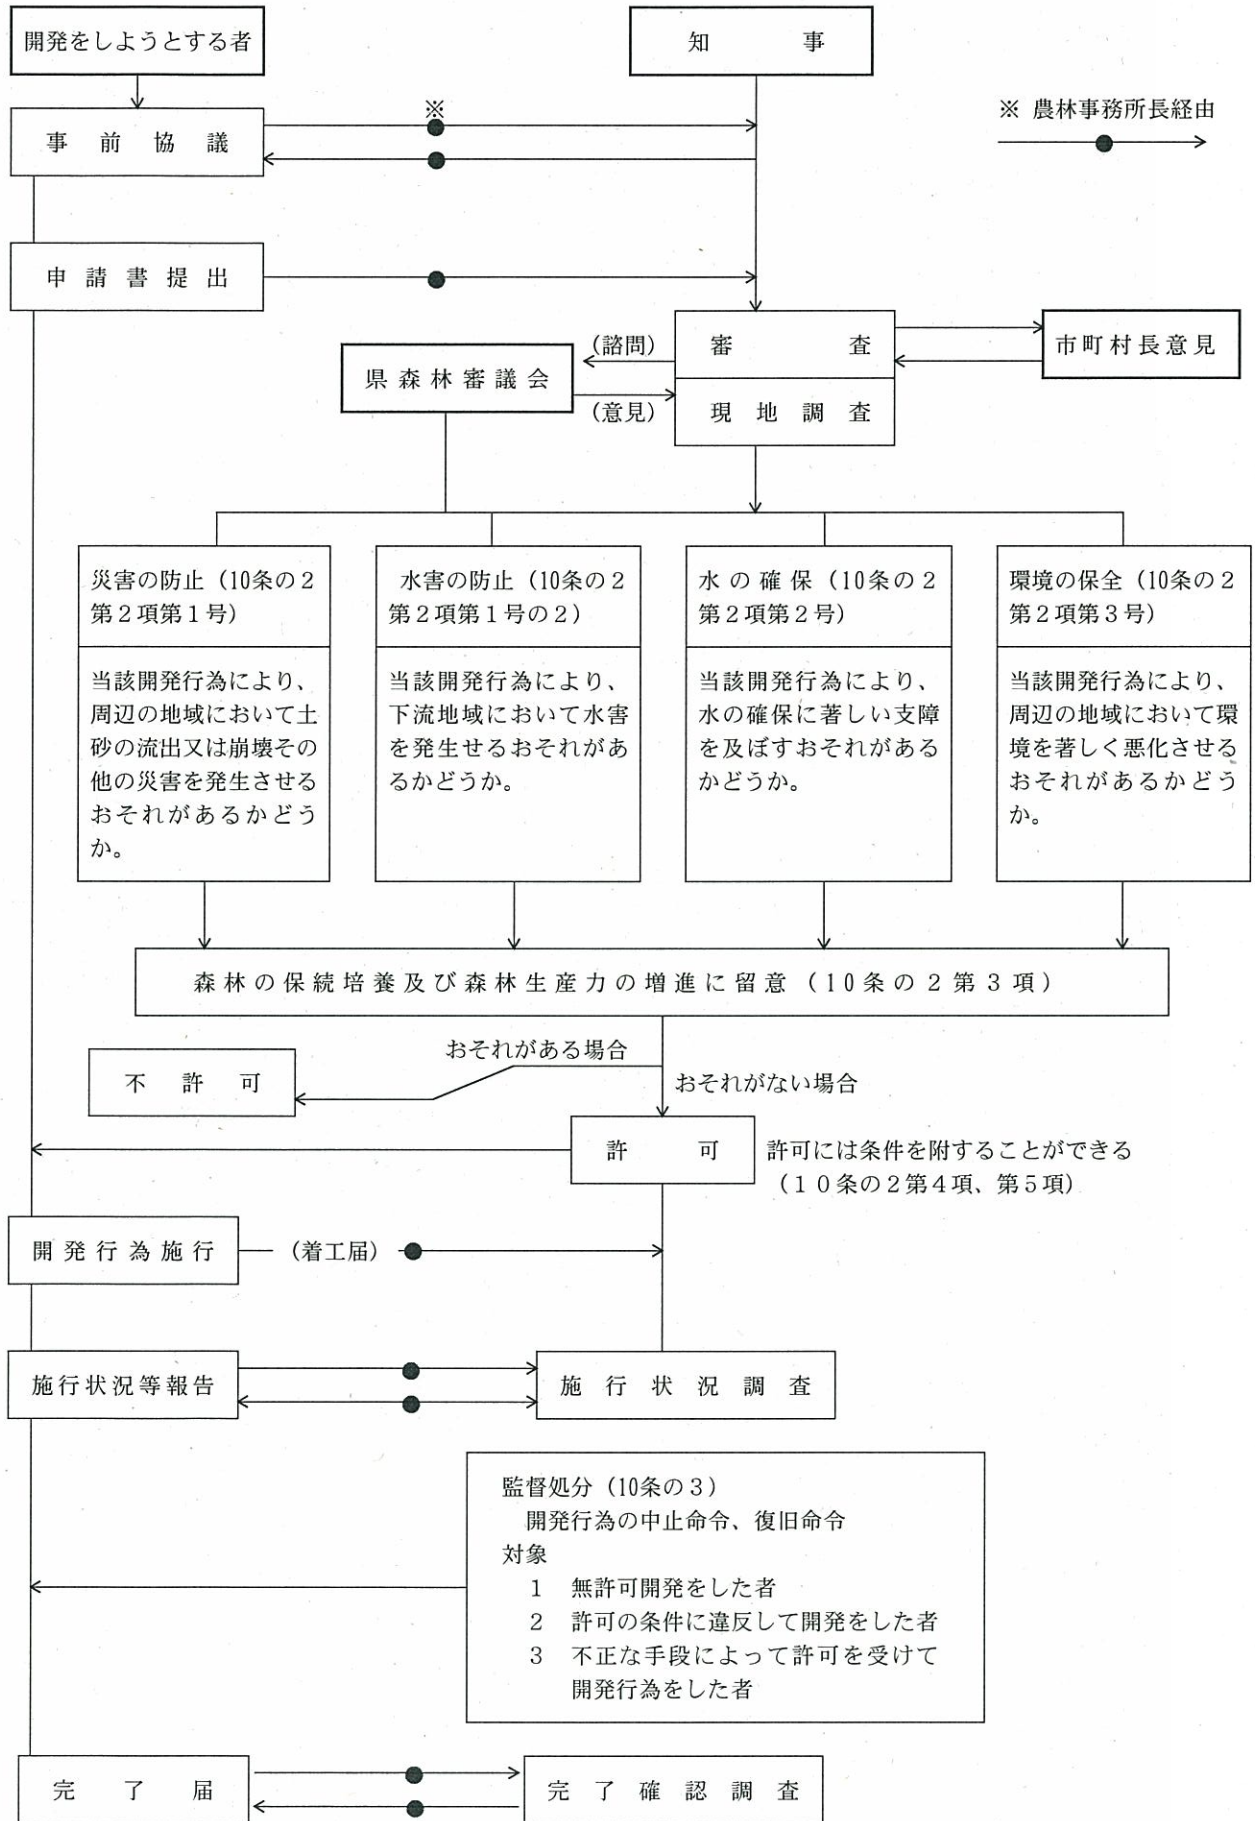 開発をしようとする者
知事
※
※ 農林事務所長経由
事前協議
申請書提出
県森林審議会
(諮問)
(意見)
審査
現地調査
市町村長意見
災害の防止（10条の２
第２項第１号）
当該開発行為により、
周辺の地域において土
砂の流出又は崩壊その
他の災害を発生させる
おそれがあるかどう
か。
水害の防止（10条の２
第２項第１号の２）
当該開発行為により、
下流地域において水害
を発生せるおそれがあ
るかどうか。
水の確保（10条の２
第２項第２号）
当該開発行為により、
水の確保に著しい支障
を及ぼすおそれがある
かどうか。
環境の保全（10条の２
第２項第３号）
当該開発行為により、
周辺の地域において環
境を著しく悪化させる
おそれがあるかどう
か。
森林の保続培養及び森林生産力の増進に留意（10条の２第３項）
おそれがある場合
不許可
おそれがない場合
許可
許可には条件を附することができる
（１０条の２第４項、第５項）
開発行為施行
（着工届）
施行状況等報告
施行状況調査
監督処分（10条の３）
開発行為の中止命令、復旧命令
対象
１ 無許可開発をした者
２ 許可の条件に違反して開発をした者
３ 不正な手段によって許可を受けて
開発行為をした者
完了届
完了確認調査